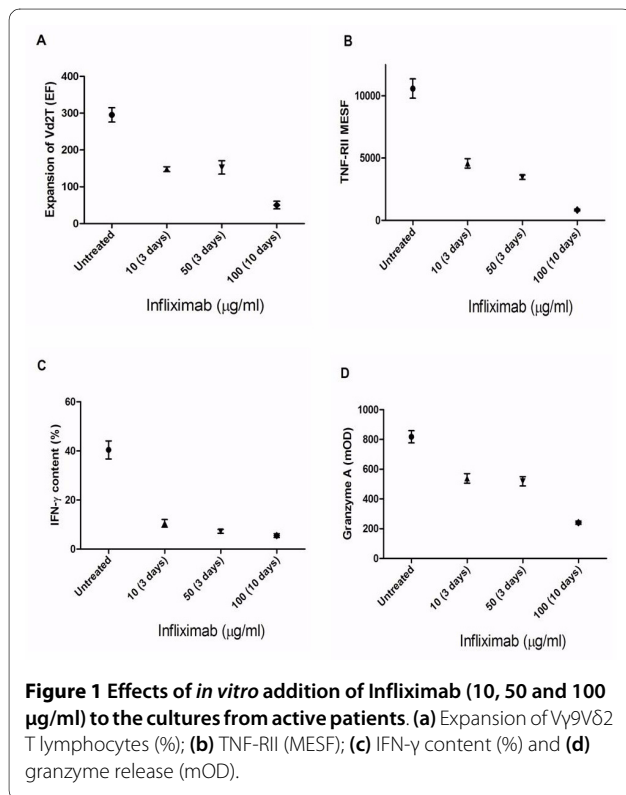 A
Expansion of Vd2T (EF)
400
300
200
100
0
Untreated
10 (3 days)
50 (3 days)
100 (10 days)
Infliximab (μg/ml)
B
TNF-RII MESF
10000
5000
0
Untreated
10 (3 days)
50 (3 days)
100 (10 days)
Infliximab (μg/ml)
C
IFN-γ content (%)
60
40
20
0
Untreated
10 (3 days)
50 (3 days)
100 (10 days)
Infliximab (μg/ml)
D
Granzyme A (mOD)
1000
800
600
400
200
0
Untreated
10 (3 days)
50 (3 days)
100 (10 days)
Infliximab (μg/ml)
Figure 1 Effects of in vitro addition of Infliximab (10, 50 and 100
μg/ml) to the cultures from active patients. (a) Expansion of Vγ9Vδ2
T lymphocytes (%); (b) TNF-RII (MESF); (c) IFN-γ content (%) and (d)
granzyme release (mOD).